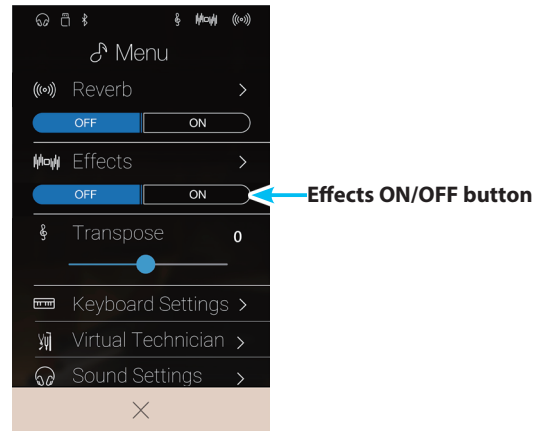 Menu
Reverb
OFF ON
Effects
OFF ON
Effects ON/OFF button
Transpose 0
Keyboard Settings
Virtual Technician
Sound Settings